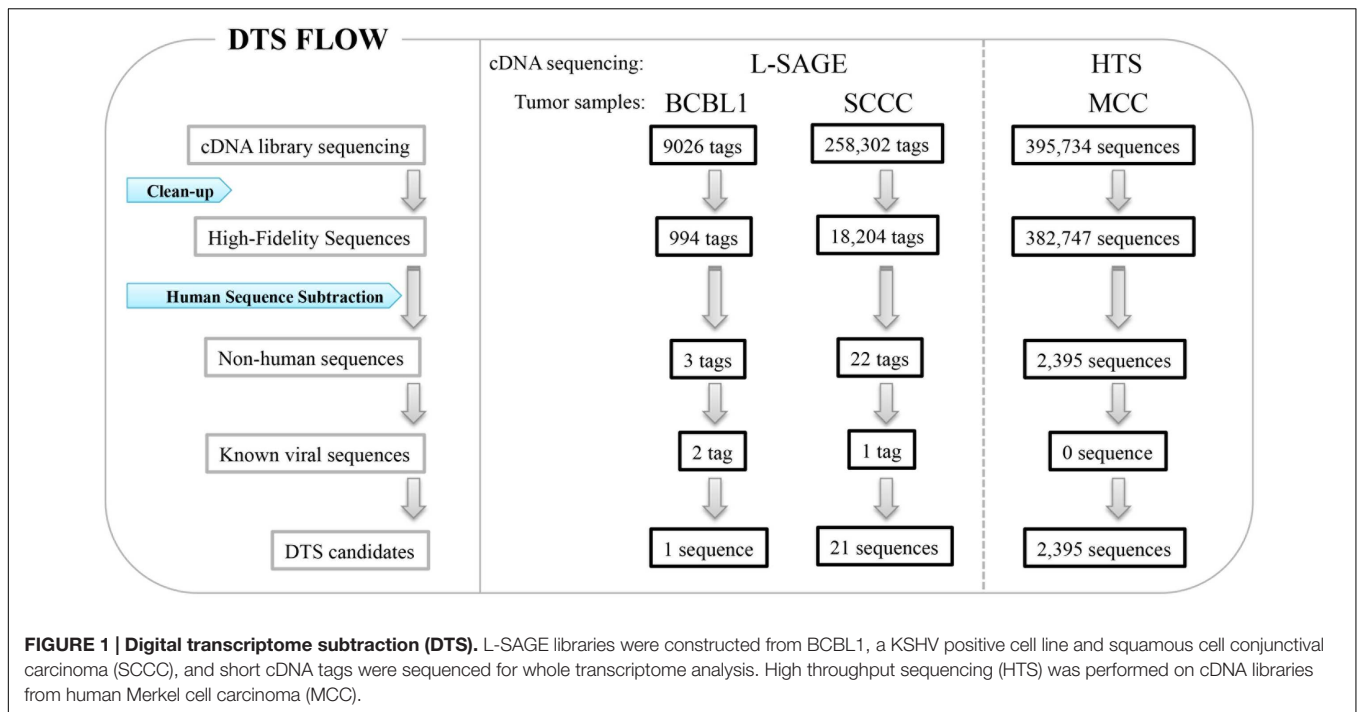 DTS FLOW
cDNA sequencing: L-SAGE HTS
Tumor samples: BCBL1 SCCC MCC
cDNA library sequencing 9026 tags 258,302 tags 395,734 sequences
Clean-up
High-Fidelity Sequences 994 tags 18,204 tags 382,747 sequences
Human Sequence Subtraction
Non-human sequences 3 tags 22 tags 2,395 sequences
Known viral sequences 2 tag 1 tag 0 sequence
DTS candidates 1 sequence 21 sequences 2,395 sequences
FIGURE 1 | Digital transcriptome subtraction (DTS). L-SAGE libraries were constructed from BCBL1, a KSHV positive cell line and squamous cell conjunctival
carcinoma (SCCC), and short cDNA tags were sequenced for whole transcriptome analysis. High throughput sequencing (HTS) was performed on cDNA libraries
from human Merkel cell carcinoma (MCC).